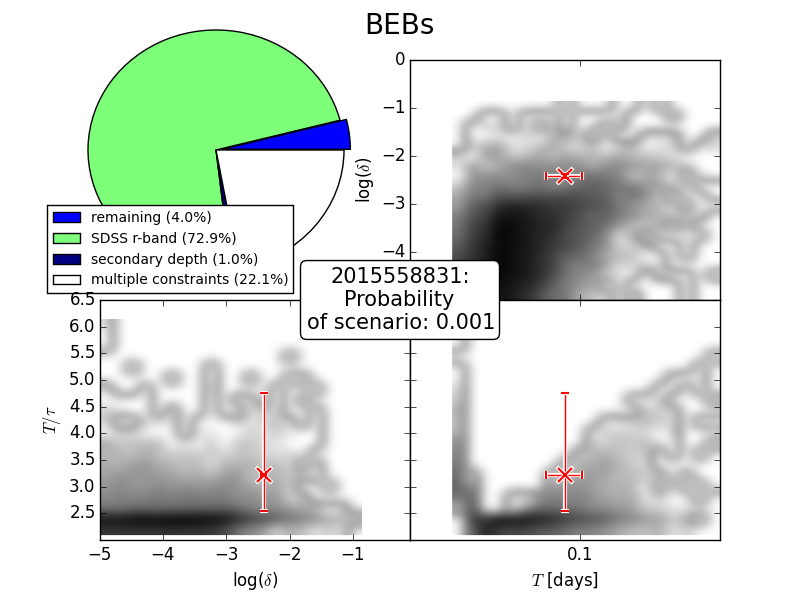 BEBs
remaining (4.0%)
SDSS r-band (72.9%)
secondary depth (1.0%)
multiple constraints (22.1%)
0
−1
−2
−3
−4
log(δ)
2015558831:
Probability
of scenario: 0.001
6.5
6.0
5.5
5.0
4.5
4.0
3.5
3.0
2.5
T/τ
−5 −4 −3 −2 −1
log(δ)
0.1
T [days]